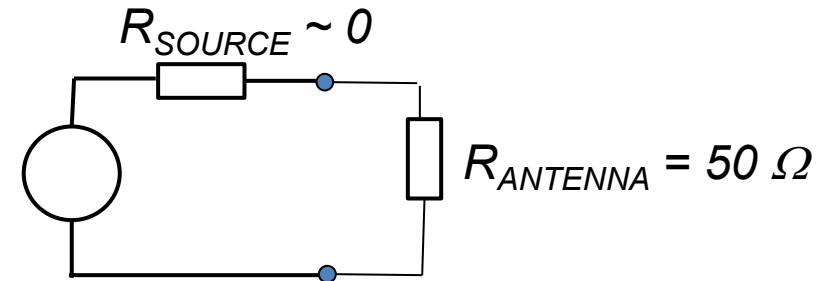 R_SOURCE ~ 0
R_ANTENNA = 50 Ω